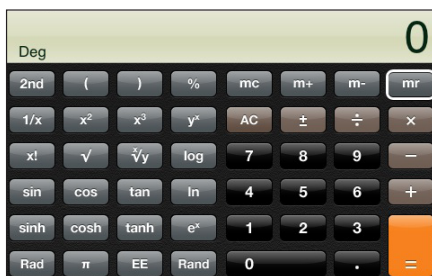 0
Deg
2nd ( ) % mc m+ m- mr
1/x x² x³ yˣ AC ± ÷ ×
x! √ ˣ√y log 7 8 9 −
sin cos tan ln 4 5 6 +
sinh cosh tanh eˣ 1 2 3
Rad π EE Rand 0 . =